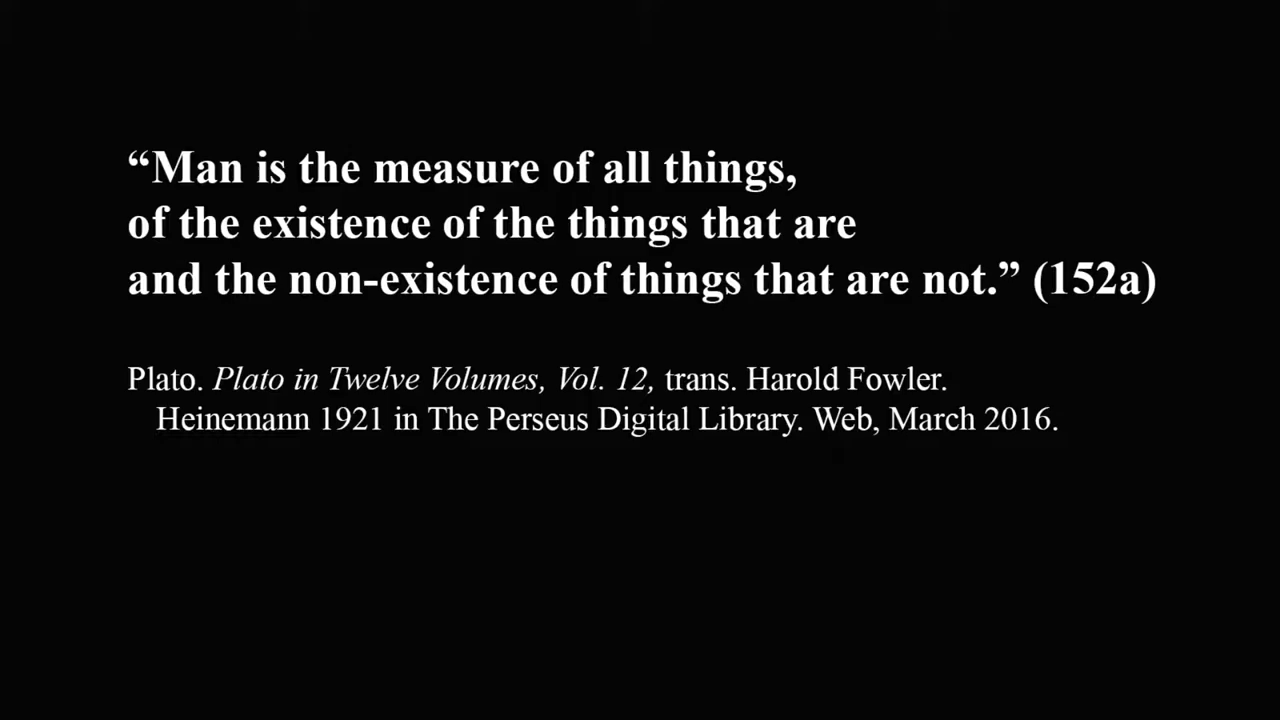 “Man is the measure of all things,
of the existence of the things that are
and the non-existence of things that are not.” (152a)
Plato. Plato in Twelve Volumes, Vol. 12, trans. Harold Fowler.
Heinemann 1921 in The Perseus Digital Library. Web, March 2016.